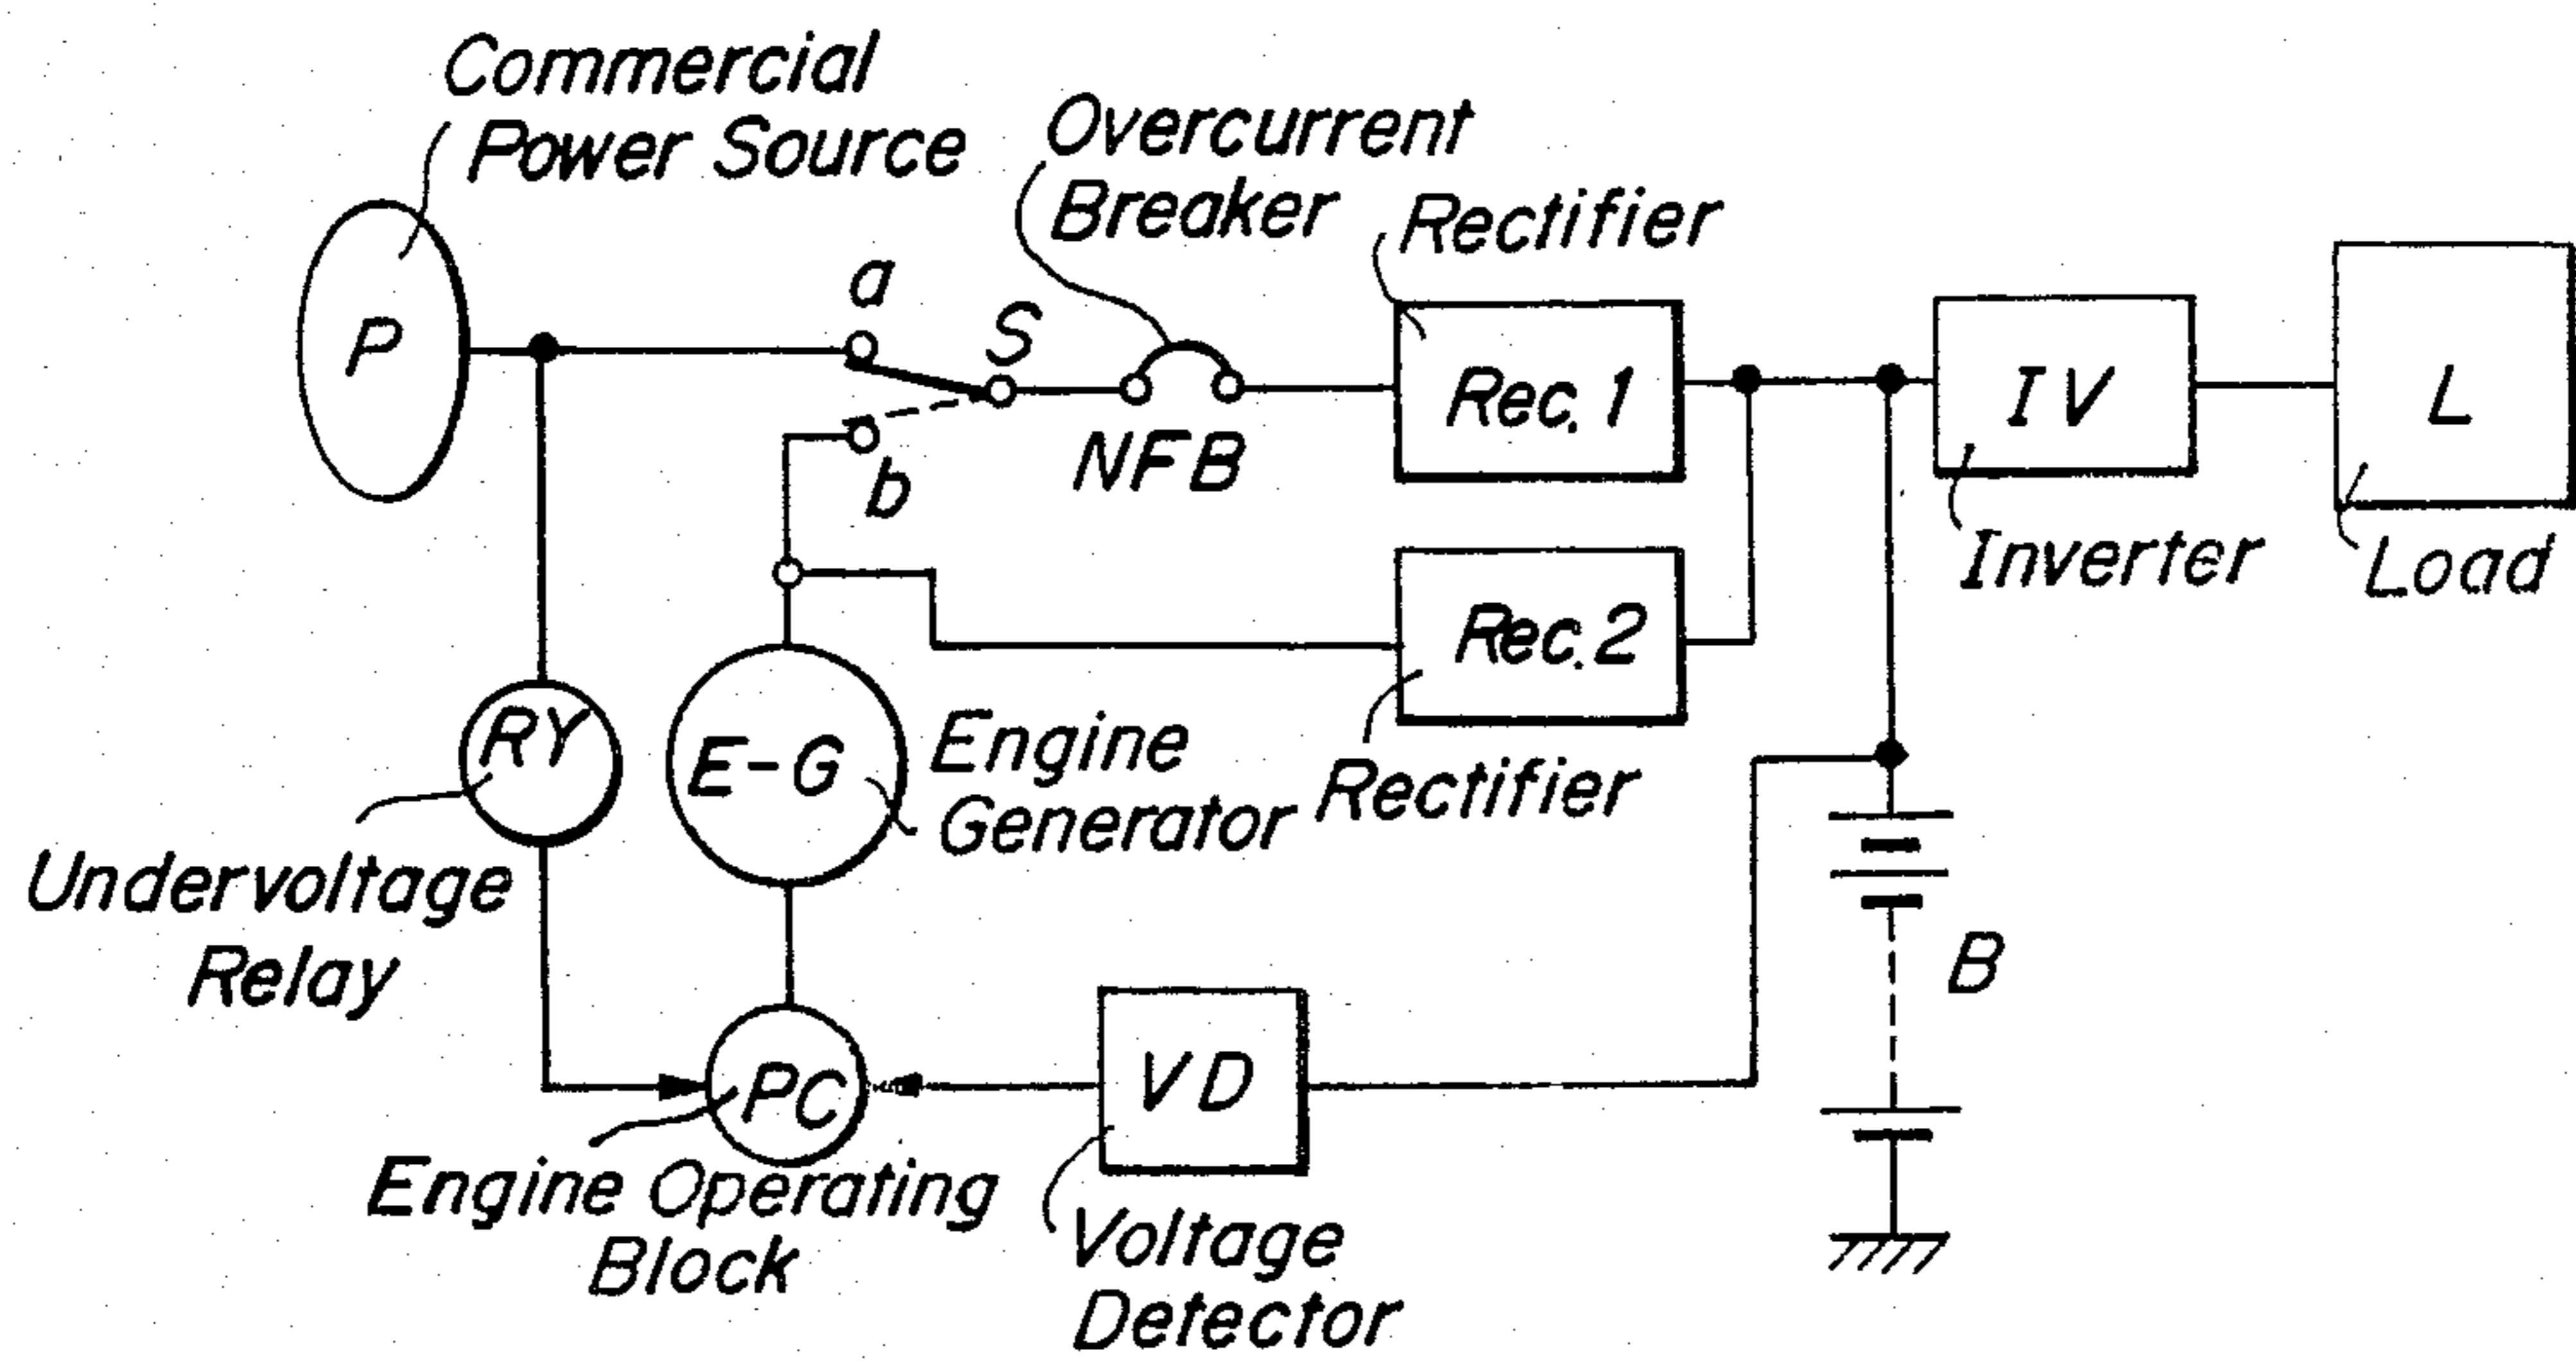 Commercial
Power Source
Overcurrent
Breaker
Rectifier
a
S
P
Rec. 1
IV
L
b
NFB
Inverter
Load
Rec. 2
RY
E-G
Engine
Generator
Rectifier
Undervoltage
Relay
B
PC
VD
Engine Operating
Block
Voltage
Detector